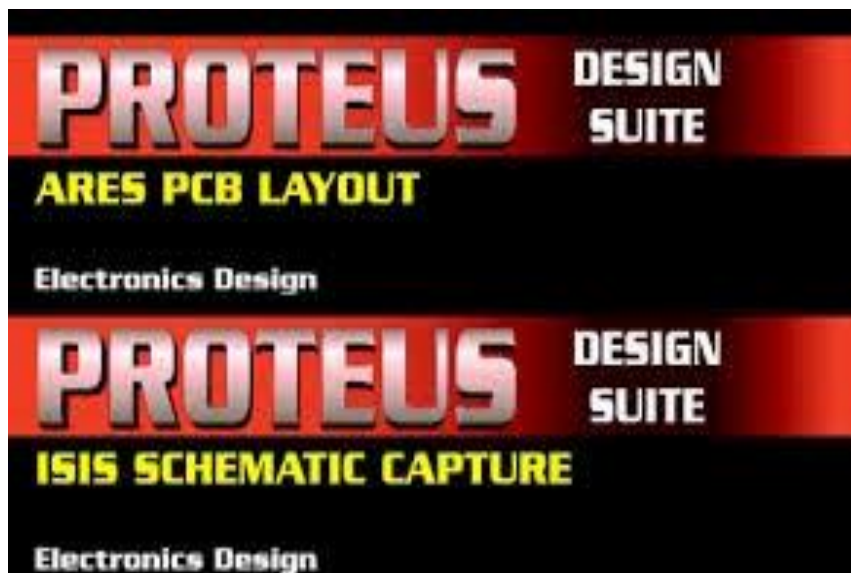 PROTEUS DESIGN SUITE
ARES PCB LAYOUT
Electronics Design
PROTEUS DESIGN SUITE
ISIS SCHEMATIC CAPTURE
Electronics Design